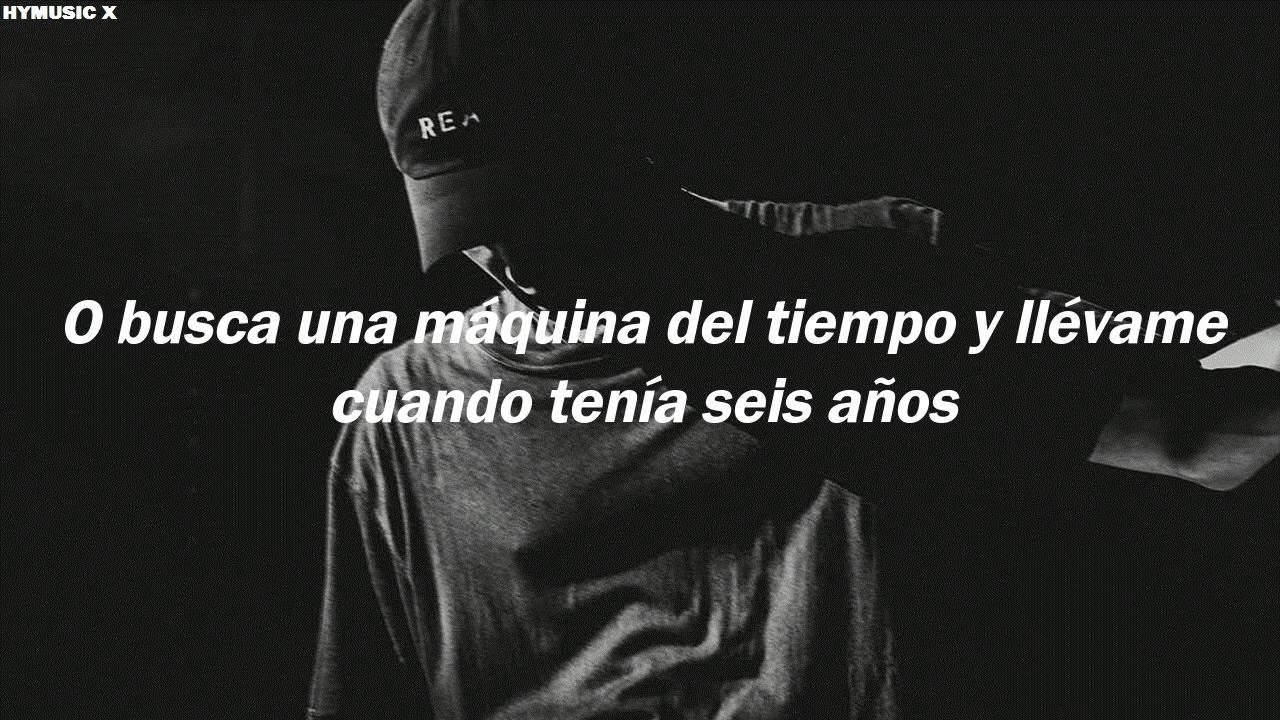 HYMUSIC X
REA
O busca una máquina del tiempo y llévame
cuando tenía seis años